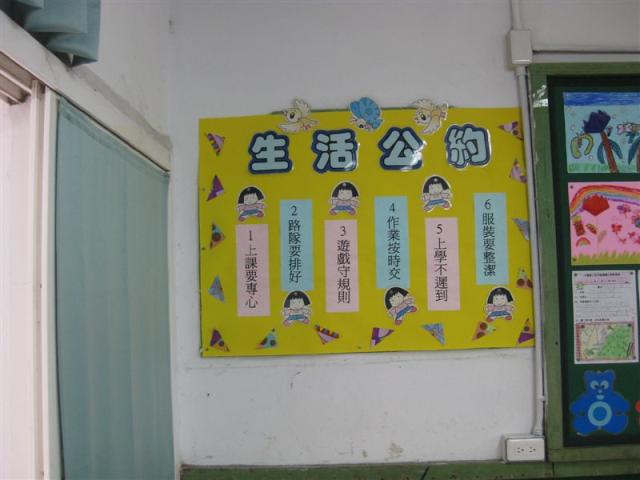 生活公約
1上課要專心
2路隊要排好
3遊戲守規則
4作業按時交
5上學不遲到
6服裝要整潔